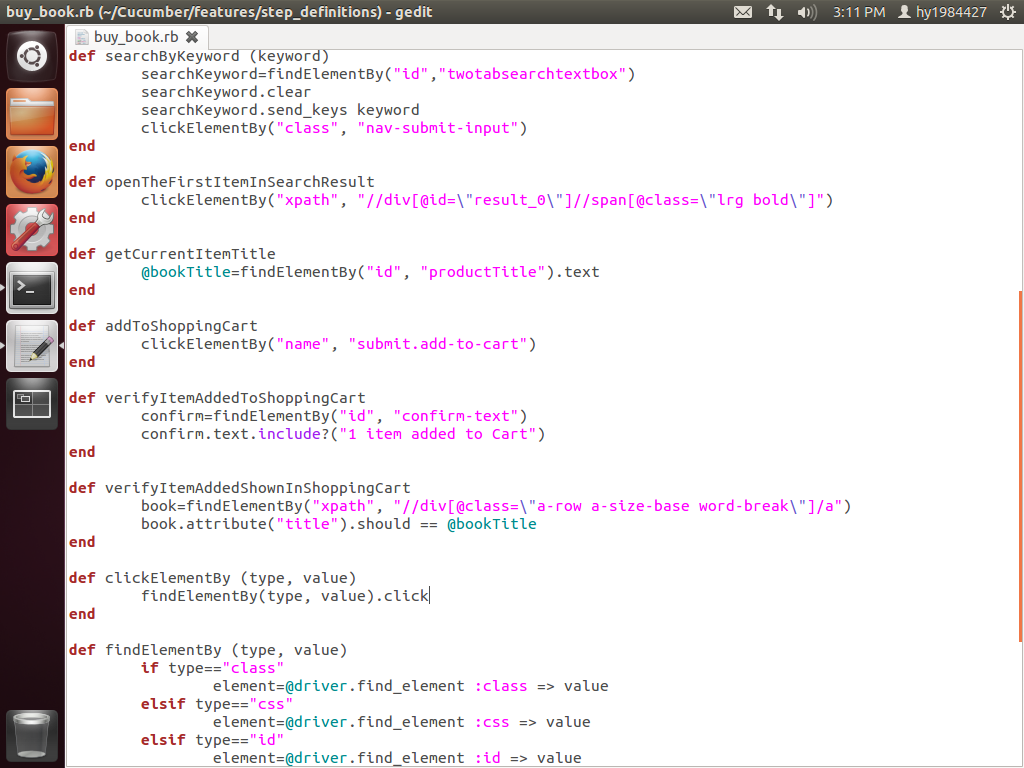 buy_book.rb (~/Cucumber/features/step_definitions) - gedit
3:11 PM
hy1984427
buy_book.rb
def searchByKeyword (keyword)
        searchKeyword=findElementBy("id","twotabsearchtextbox")
        searchKeyword.clear
        searchKeyword.send_keys keyword
        clickElementBy("class", "nav-submit-input")
end
def openTheFirstItemInSearchResult
        clickElementBy("xpath", "//div[@id=\"result_0\"]//span[@class=\"lrg bold\"]")
end
def getCurrentItemTitle
        @bookTitle=findElementBy("id", "productTitle").text
end
def addToShoppingCart
        clickElementBy("name", "submit.add-to-cart")
end
def verifyItemAddedToShoppingCart
        confirm=findElementBy("id", "confirm-text")
        confirm.text.include?("1 item added to Cart")
end
def verifyItemAddedShownInShoppingCart
        book=findElementBy("xpath", "//div[@class=\"a-row a-size-base word-break\"]/a")
        book.attribute("title").should == @bookTitle
end
def clickElementBy (type, value)
        findElementBy(type, value).click
end
def findElementBy (type, value)
        if type=="class"
                element=@driver.find_element :class => value
        elsif type=="css"
                element=@driver.find_element :css => value
        elsif type=="id"
                element=@driver.find_element :id => value